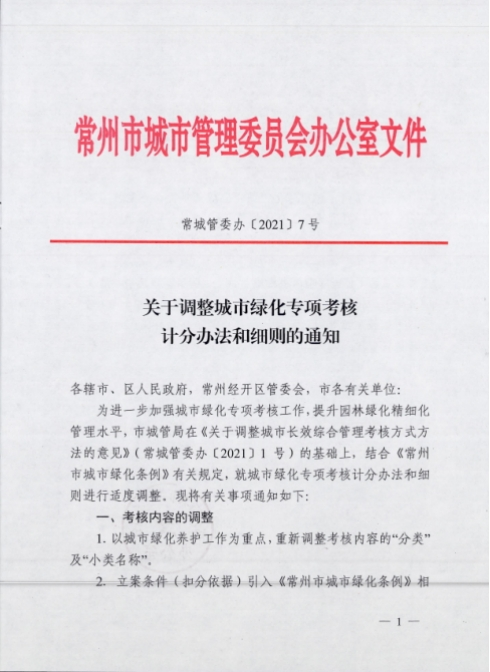 常州市城市管理委员会办公室文件
常城管委办〔2021〕7号
关于调整城市绿化专项考核
计分办法和细则的通知
各辖市、区人民政府，常州经开区管委会，市各有关单位：
为进一步加强城市绿化专项考核工作，提升园林绿化精细化
管理水平，市城管局在《关于调整城市长效综合管理考核方式方
法的意见》（常城管委办〔2021〕1 号）的基础上，结合《常州
市城市绿化条例》有关规定，就城市绿化专项考核计分办法和细
则进行适度调整。现将有关事项通知如下：
一、考核内容的调整
1. 以城市绿化养护工作为重点，重新调整考核内容的“分类”
及“小类名称”.
2. 立案条件（扣分依据）引入《常州市城市绿化条例》相
— 1 —